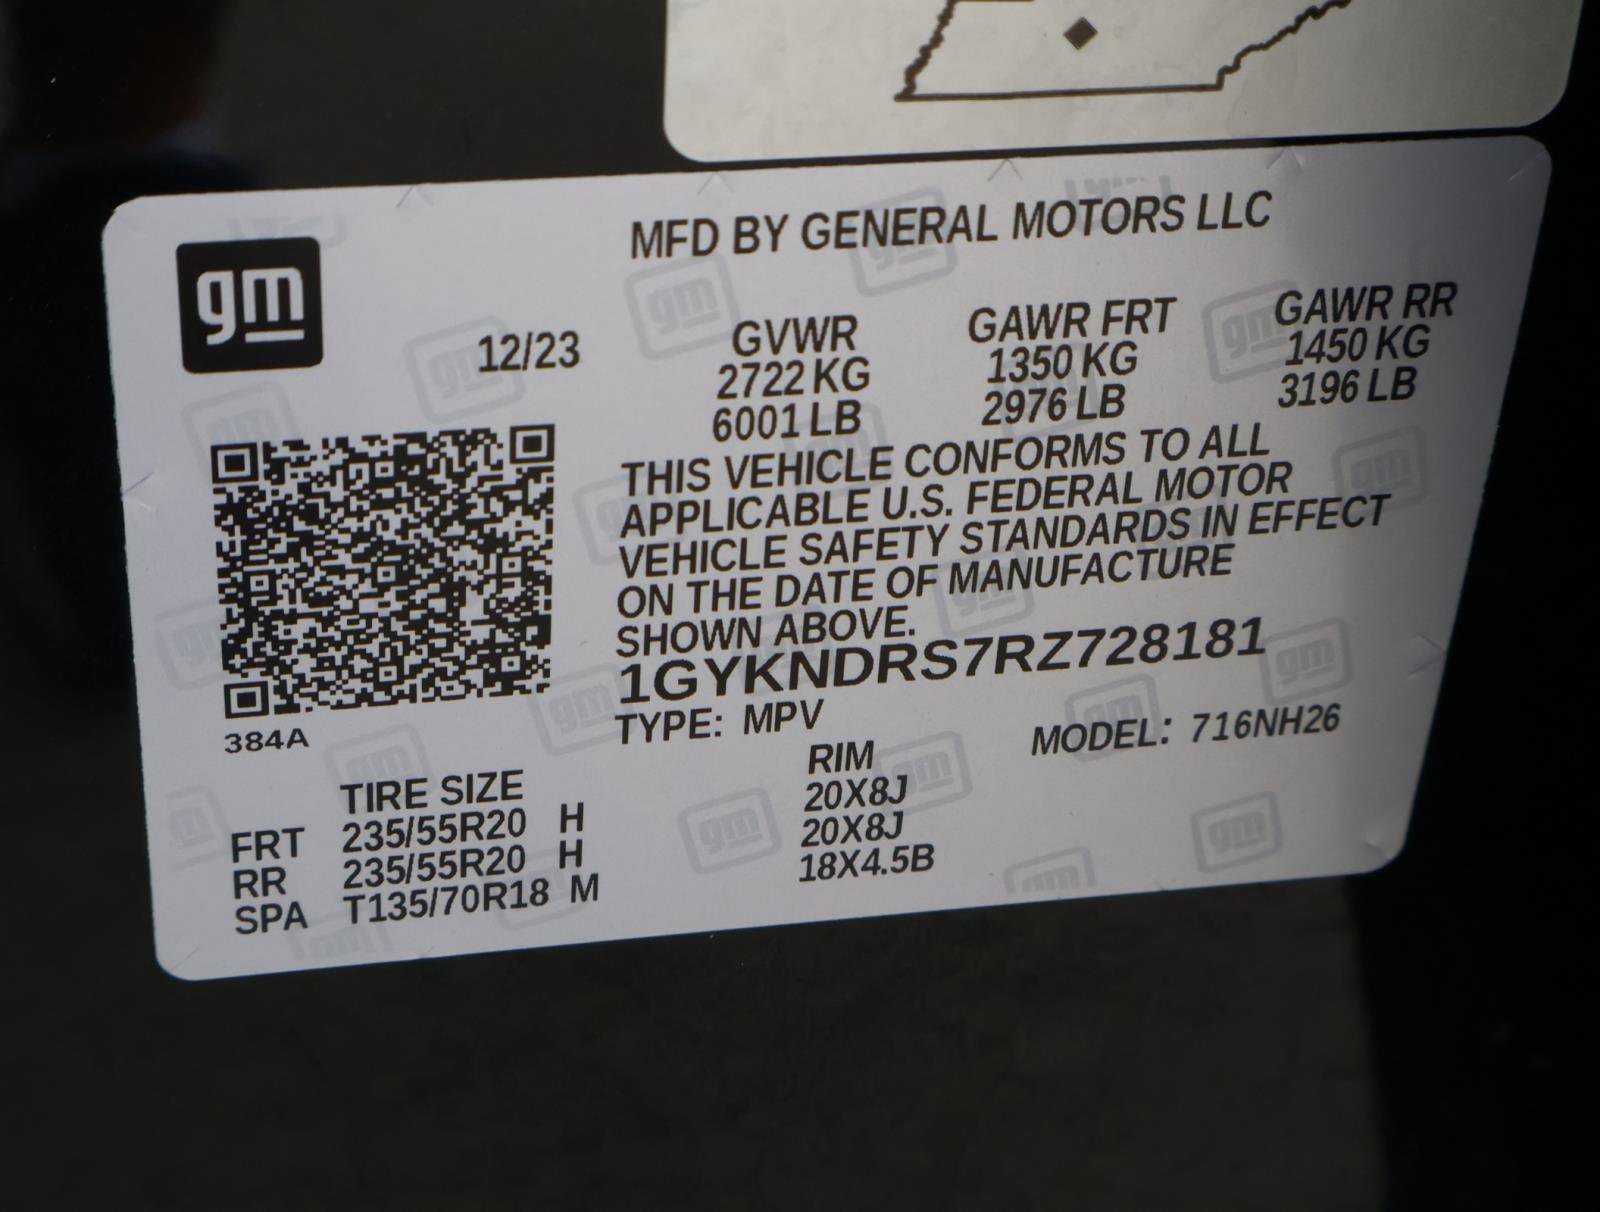 MFD BY GENERAL MOTORS LLC
gm
12/23
GVWR GAWR FRT GAWR RR
2722 KG 1350 KG 1450 KG
6001 LB 2976 LB 3196 LB
THIS VEHICLE CONFORMS TO ALL
APPLICABLE U.S. FEDERAL MOTOR
VEHICLE SAFETY STANDARDS IN EFFECT
ON THE DATE OF MANUFACTURE
SHOWN ABOVE.
1GYKNDRS7RZ728181
TYPE: MPV MODEL: 716NH26
384A
TIRE SIZE RIM
FRT 235/55R20 H 20X8J
RR 235/55R20 H 20X8J
SPA T135/70R18 M 18X4.5B